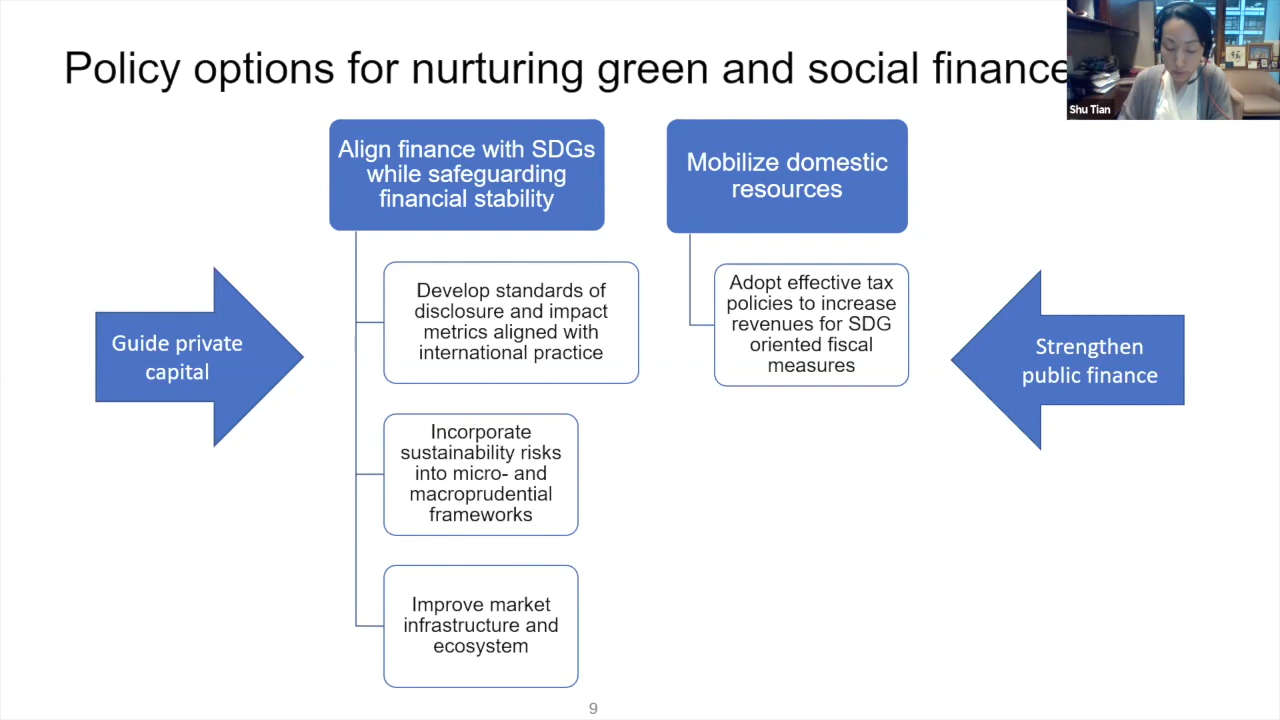 Policy options for nurturing green and social finance
Shu Tian
Align finance with SDGs
while safeguarding
financial stability
Mobilize domestic
resources
Guide private
capital
Develop standards of
disclosure and impact
metrics aligned with
international practice
Adopt effective tax
policies to increase
revenues for SDG
oriented fiscal
measures
Strengthen
public finance
Incorporate
sustainability risks
into micro- and
macroprudential
frameworks
Improve market
infrastructure and
ecosystem
9